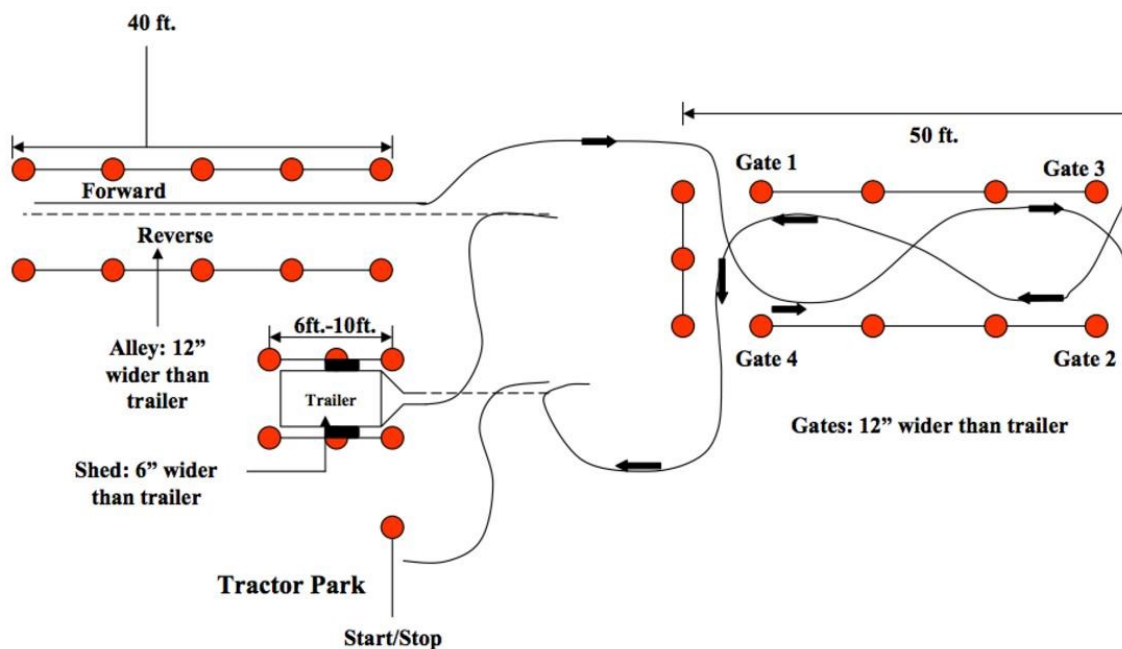 40 ft.
50 ft.
Gate 1
Gate 3
Forward
Reverse
6ft.-10ft.
Alley: 12”
wider than
trailer
Gate 4
Gate 2
Trailer
Gates: 12” wider than trailer
Shed: 6” wider
than trailer
Tractor Park
Start/Stop